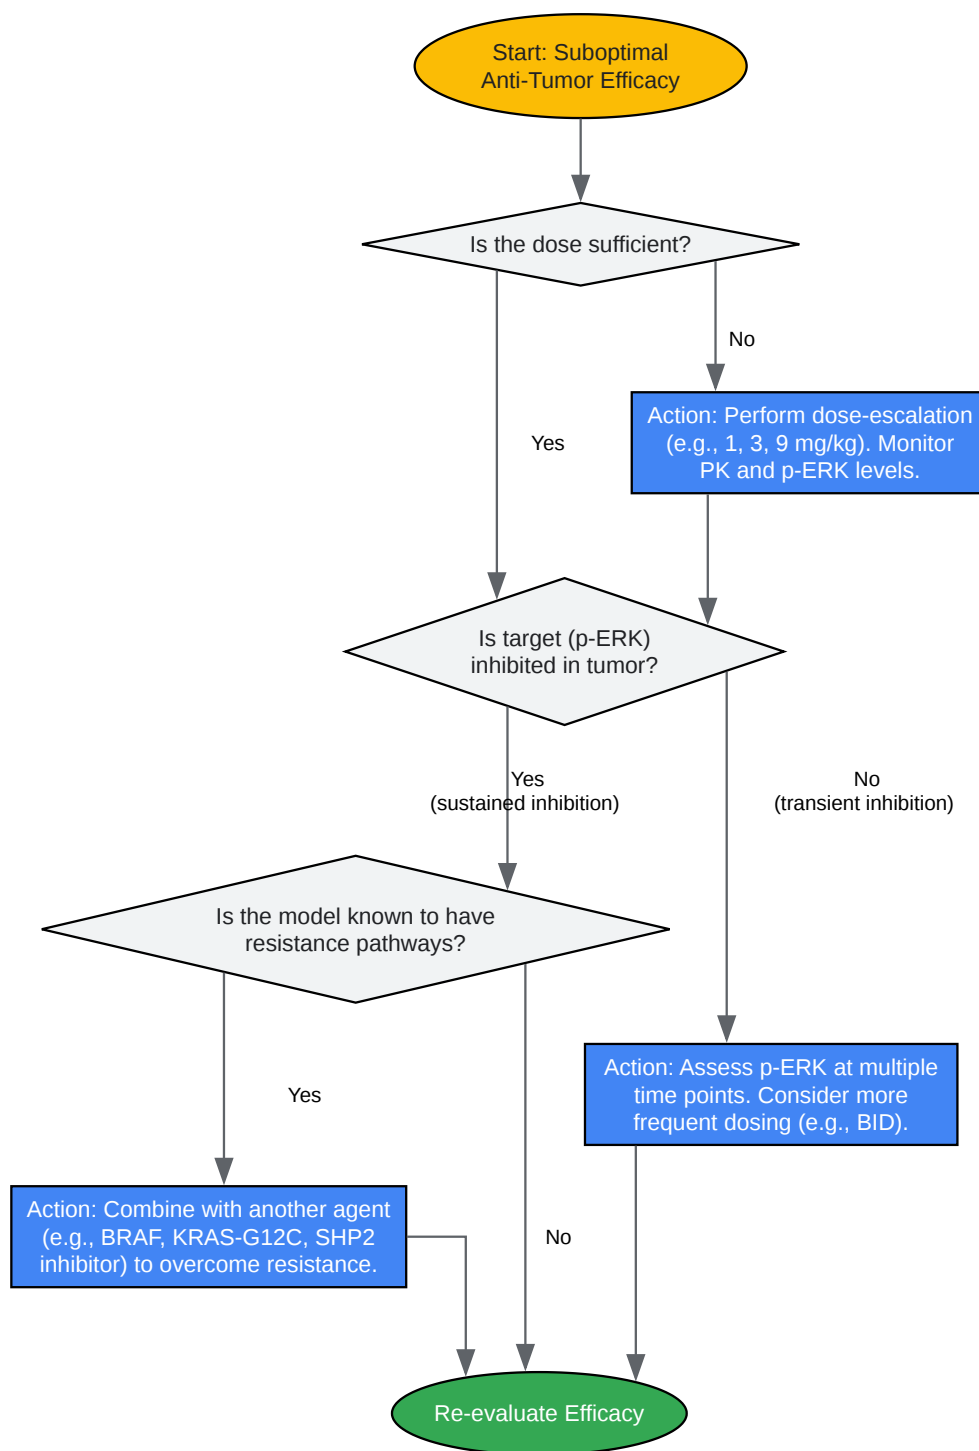 Start: Suboptimal
Anti-Tumor Efficacy
Is the dose sufficient?
No
Action: Perform dose-escalation
(e.g., 1, 3, 9 mg/kg). Monitor
PK and p-ERK levels.
Yes
Is target (p-ERK)
inhibited in tumor?
Yes
(sustained inhibition)
No
(transient inhibition)
Is the model known to have
resistance pathways?
Action: Assess p-ERK at multiple
time points. Consider more
frequent dosing (e.g., BID).
Yes
Action: Combine with another agent
(e.g., BRAF, KRAS-G12C, SHP2
inhibitor) to overcome resistance.
No
Re-evaluate Efficacy